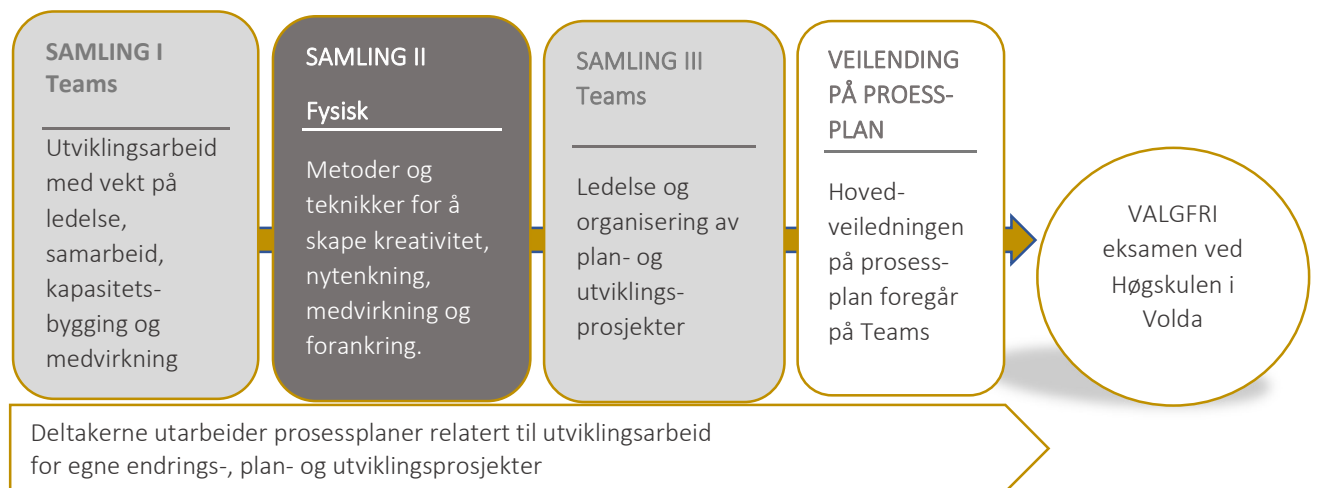 SAMLING I
Teams
Utviklingsarbeid
med vekt på
ledelse,
samarbeid,
kapasitets-
bygging og
medvirkning
SAMLING II
Fysisk
Metoder og
teknikker for å
skape kreativitet,
nytenkning,
medvirkning og
forankring.
SAMLING III
Teams
Ledelse og
organisering av
plan- og
utviklings-
prosjekter
VEILENDING
PÅ PROESS-
PLAN
Hoved-
veiledningen
på prosess-
plan foregår
på Teams
VALGFRI
eksamen ved
Høgskulen i
Volda
Deltakerne utarbeider prosessplaner relatert til utviklingsarbeid
for egne endrings-, plan- og utviklingsprosjekter